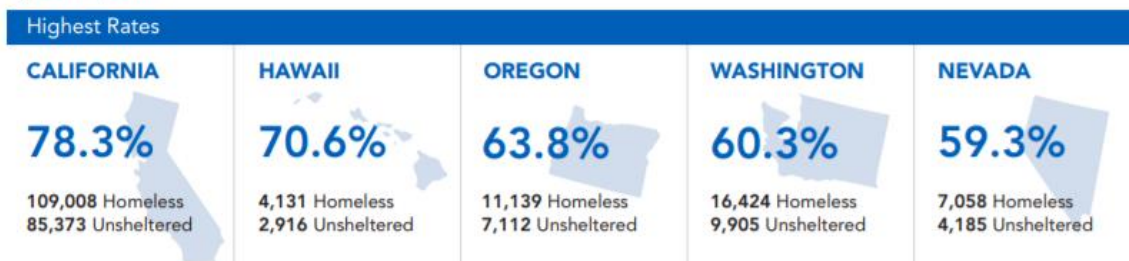 Highest Rates
CALIFORNIA
78.3%
109,008 Homeless
85,373 Unsheltered
HAWAII
70.6%
4,131 Homeless
2,916 Unsheltered
OREGON
63.8%
11,139 Homeless
7,112 Unsheltered
WASHINGTON
60.3%
16,424 Homeless
9,905 Unsheltered
NEVADA
59.3%
7,058 Homeless
4,185 Unsheltered